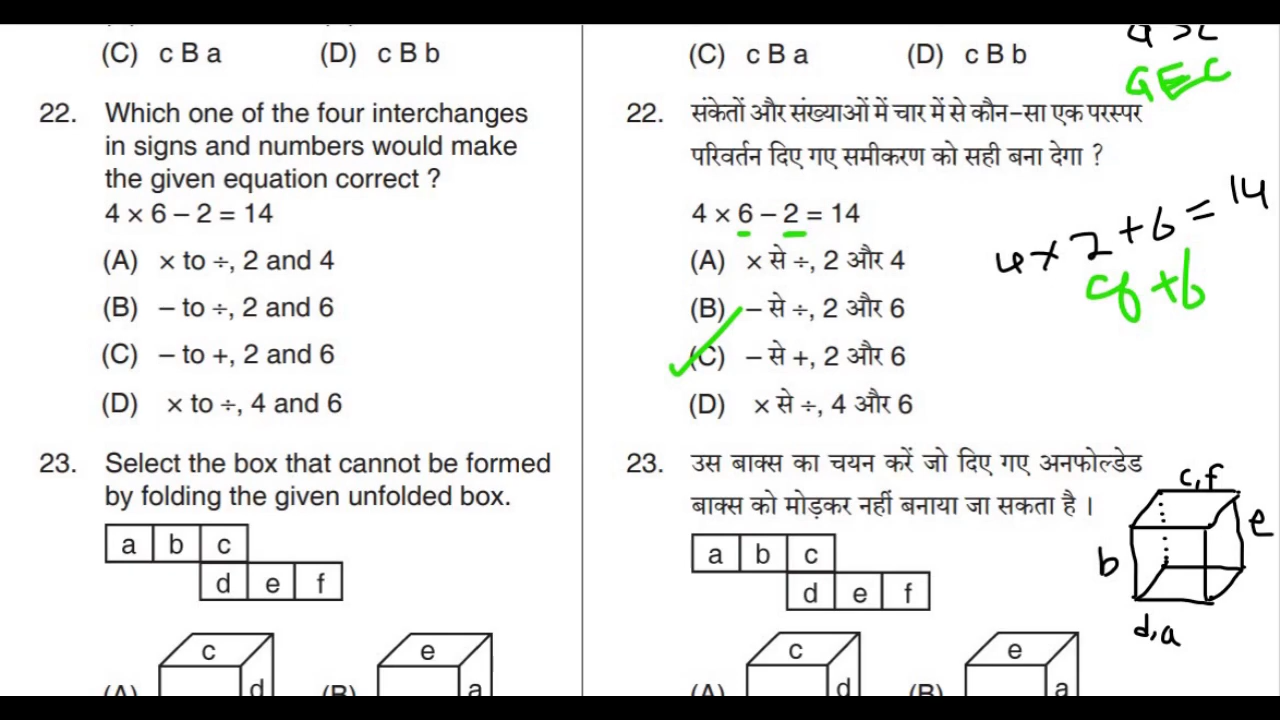 (C) c B a (D) c B b
22. Which one of the four interchanges
in signs and numbers would make
the given equation correct ?
4 × 6 – 2 = 14
(A) × to ÷, 2 and 4
(B) – to ÷, 2 and 6
(C) – to +, 2 and 6
(D) × to ÷, 4 and 6
23. Select the box that cannot be formed
by folding the given unfolded box.
a b c
d e f
c e
(A) d (B) a
(C) c B a (D) c B b
GEC
22. संकेतों और संख्याओं में चार में से कौन-सा एक परस्पर
परिवर्तन दिए गए समीकरण को सही बना देगा ?
4 × 6 – 2 = 14
(A) × से ÷, 2 और 4
(B) – से ÷, 2 और 6
(C) – से +, 2 और 6
(D) × से ÷, 4 और 6
4 × 2 + 6 = 14
8 + 6
23. उस बाक्स का चयन करें जो दिए गए अनफोल्डेड
बाक्स को मोड़कर नहीं बनाया जा सकता है ।
a b c
d e f
c, f
e
b
d, a
c e
(A) d (B) a